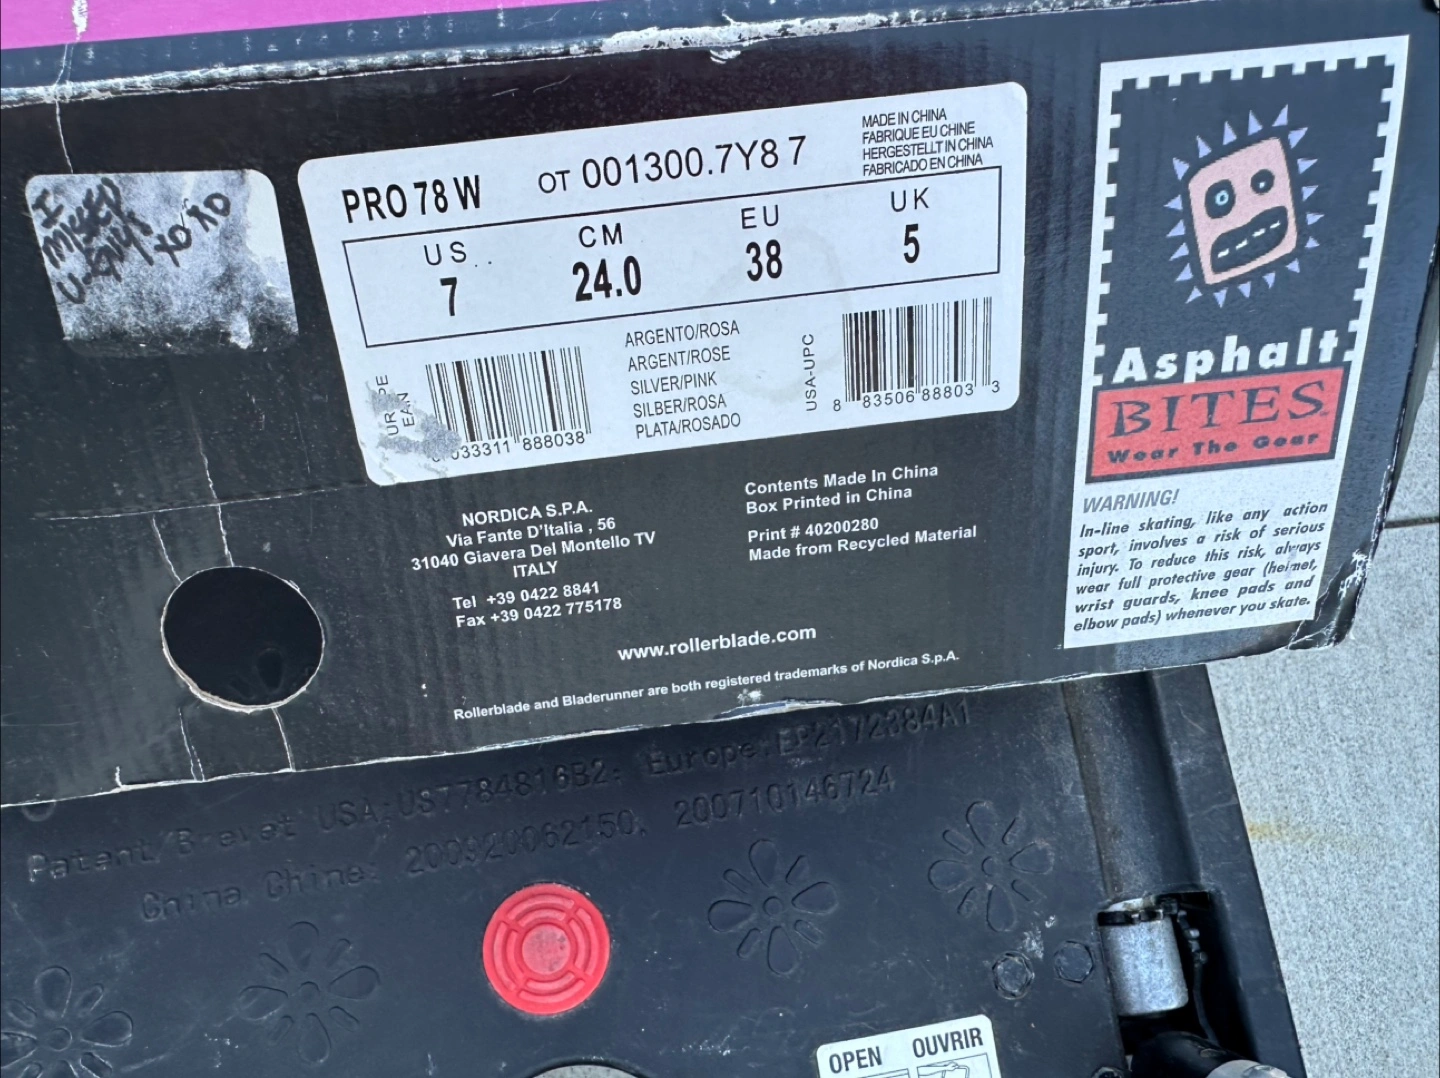 I
MISSED
U GUYS
XO XO
PRO 78 W
OT 001300.7Y8 7
MADE IN CHINA
FABRIQUE EU CHINE
HERGESTELLT IN CHINA
FABRICADO EN CHINA
US
CM
EU
UK
7
24.0
38
5
ARGENTO/ROSA
ARGENT/ROSE
SILVER/PINK
SILBER/ROSA
PLATA/ROSADO
EAN
033311 888038
USA-UPC
8 83506 88803 3
NORDICA S.P.A.
Via Fante D'Italia , 56
31040 Giavera Del Montello TV
ITALY
Tel +39 0422 8841
Fax +39 0422 775178
Contents Made In China
Box Printed in China
Print # 40200280
Made from Recycled Material
www.rollerblade.com
Rollerblade and Bladerunner are both registered trademarks of Nordica S.p.A.
Asphalt
BITES
Wear The Gear
WARNING!
In-line skating, like any action
sport, involves a risk of serious
injury. To reduce this risk, always
wear full protective gear (helmet,
wrist guards, knee pads and
elbow pads) whenever you skate.
Patent/Brevet USA:US7784816B2; Europe:EP2172384A1
China Chine: 200920062150, 200710146724
OPEN OUVRIR